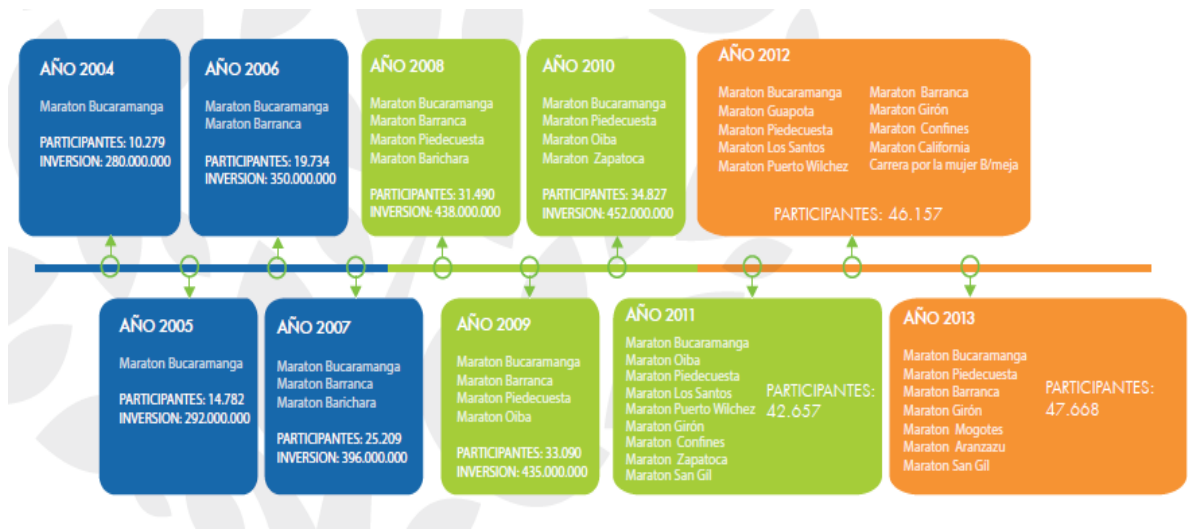 AÑO 2004
Maraton Bucaramanga
PARTICIPANTES: 10.279
INVERSION: 280.000.000
AÑO 2006
Maraton Bucaramanga
Maraton Barranca
PARTICIPANTES: 19.734
INVERSION: 350.000.000
AÑO 2008
Maraton Bucaramanga
Maraton Barranca
Maraton Piedecuesta
Maraton Barichara
PARTICIPANTES: 31.490
INVERSION: 438.000.000
AÑO 2010
Maraton Bucaramanga
Maraton Piedecuesta
Maraton Oiba
Maraton Zapatoca
PARTICIPANTES: 34.827
INVERSION: 452.000.000
AÑO 2012
Maraton Bucaramanga
Maraton Guapota
Maraton Piedecuesta
Maraton Los Santos
Maraton Puerto Wilchez
Maraton Barranca
Maraton Girón
Maraton Confines
Maraton California
Carrera por la mujer B/meja
PARTICIPANTES: 46.157
AÑO 2005
Maraton Bucaramanga
PARTICIPANTES: 14.782
INVERSION: 292.000.000
AÑO 2007
Maraton Bucaramanga
Maraton Barranca
Maraton Barichara
PARTICIPANTES: 25.209
INVERSION: 396.000.000
AÑO 2009
Maraton Bucaramanga
Maraton Barranca
Maraton Piedecuesta
Maraton Oiba
PARTICIPANTES: 33.090
INVERSION: 435.000.000
AÑO 2011
Maraton Bucaramanga
Maraton Oiba
Maraton Piedecuesta
Maraton Los Santos
Maraton Puerto Wilchez
Maraton Girón
Maraton Confines
Maraton Zapatoca
Maraton San Gil
PARTICIPANTES:
42.657
AÑO 2013
Maraton Bucaramanga
Maraton Piedecuesta
Maraton Barranca
Maraton Girón
Maraton Mogotes
Maraton Aranzazu
Maraton San Gil
PARTICIPANTES:
47.668